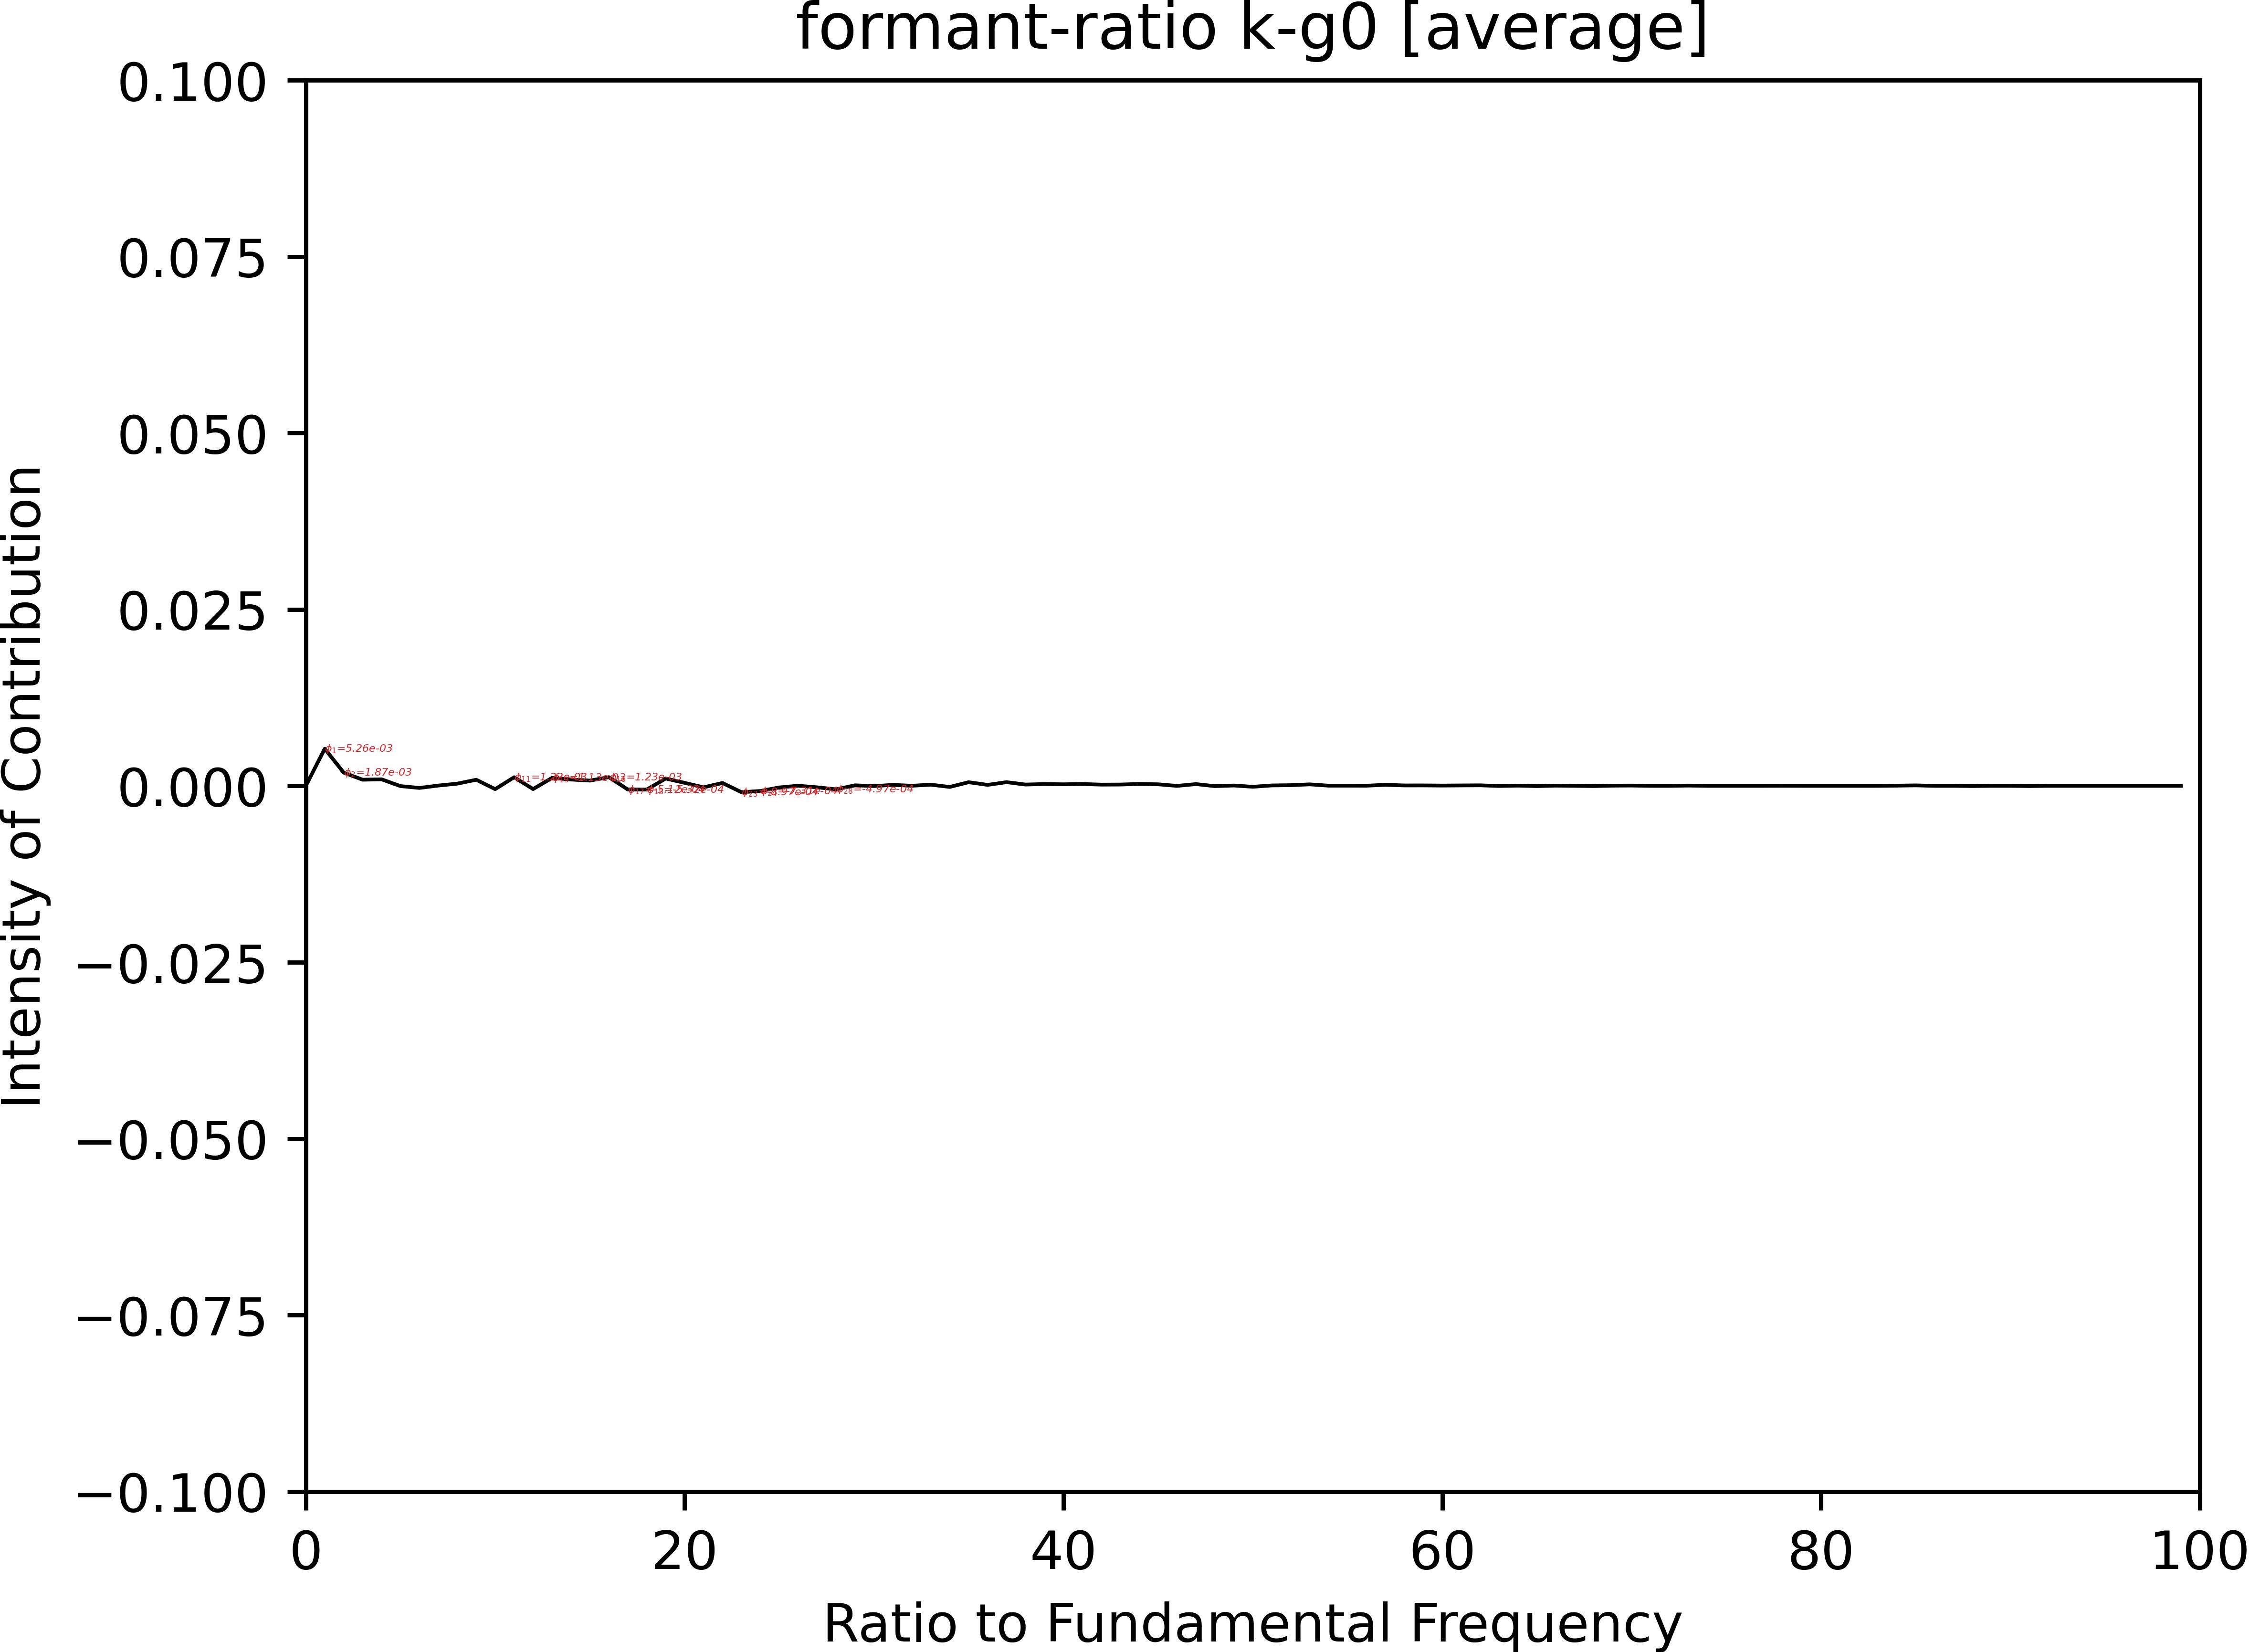 formant-ratio k-g0 [average]
0.100
0.075
0.050
0.025
0.000
−0.025
−0.050
−0.075
−0.100
Intensity of Contribution
ϕ₁=5.26e-03
ϕ₂=1.87e-03
=1.23e-03
=-4.97e-04
0 20 40 60 80 100
Ratio to Fundamental Frequency